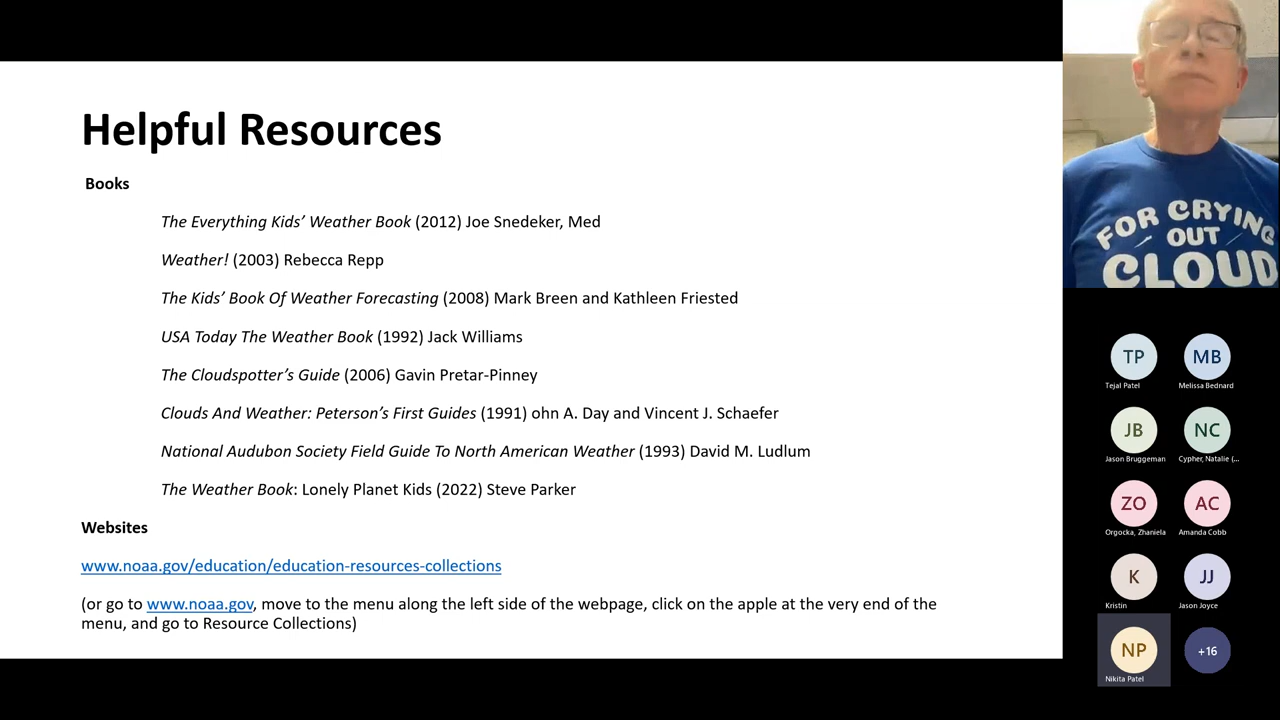 Helpful Resources
Books
The Everything Kids’ Weather Book (2012) Joe Snedeker, Med
Weather! (2003) Rebecca Repp
The Kids’ Book Of Weather Forecasting (2008) Mark Breen and Kathleen Friested
USA Today The Weather Book (1992) Jack Williams
The Cloudspotter’s Guide (2006) Gavin Pretar-Pinney
Clouds And Weather: Peterson’s First Guides (1991) ohn A. Day and Vincent J. Schaefer
National Audubon Society Field Guide To North American Weather (1993) David M. Ludlum
The Weather Book: Lonely Planet Kids (2022) Steve Parker
Websites
www.noaa.gov/education/education-resources-collections
(or go to www.noaa.gov, move to the menu along the left side of the webpage, click on the apple at the very end of the
menu, and go to Resource Collections)
FOR CRYING
OUT
CLOUD
TP MB
Tejal Patel Melissa Bednard
JB NC
Jason Bruggeman Cypher, Natalie (...
ZO AC
Orgocka, Zhaniela Amanda Cobb
K JJ
Kristin Jason Joyce
NP +16
Nikita Patel